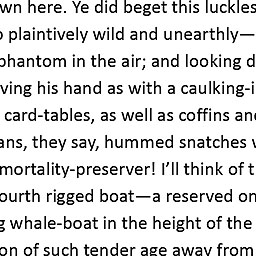 wn here. Ye did beget this luckles
plaintively wild and unearthly—
phantom in the air; and looking d
ving his hand as with a caulking-i
card-tables, as well as coffins an
ans, they say, hummed snatches w
mortality-preserver! I’ll think of t
ourth rigged boat—a reserved on
g whale-boat in the height of the
on of such tender age away from